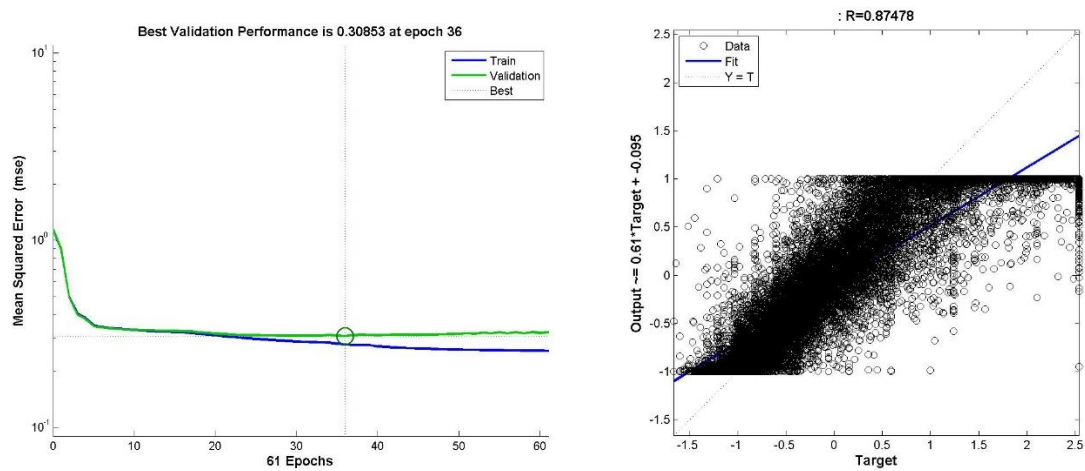 Best Validation Performance is 0.30853 at epoch 36
Mean Squared Error (mse)
10¹
10⁰
10⁻¹
Train
Validation
Best
0 10 20 30 40 50 60
61 Epochs
: R=0.87478
Output ~= 0.61*Target + -0.095
2.5
2
1.5
1
0.5
0
-0.5
-1
-1.5
Data
Fit
Y = T
-1.5 -1 -0.5 0 0.5 1 1.5 2 2.5
Target